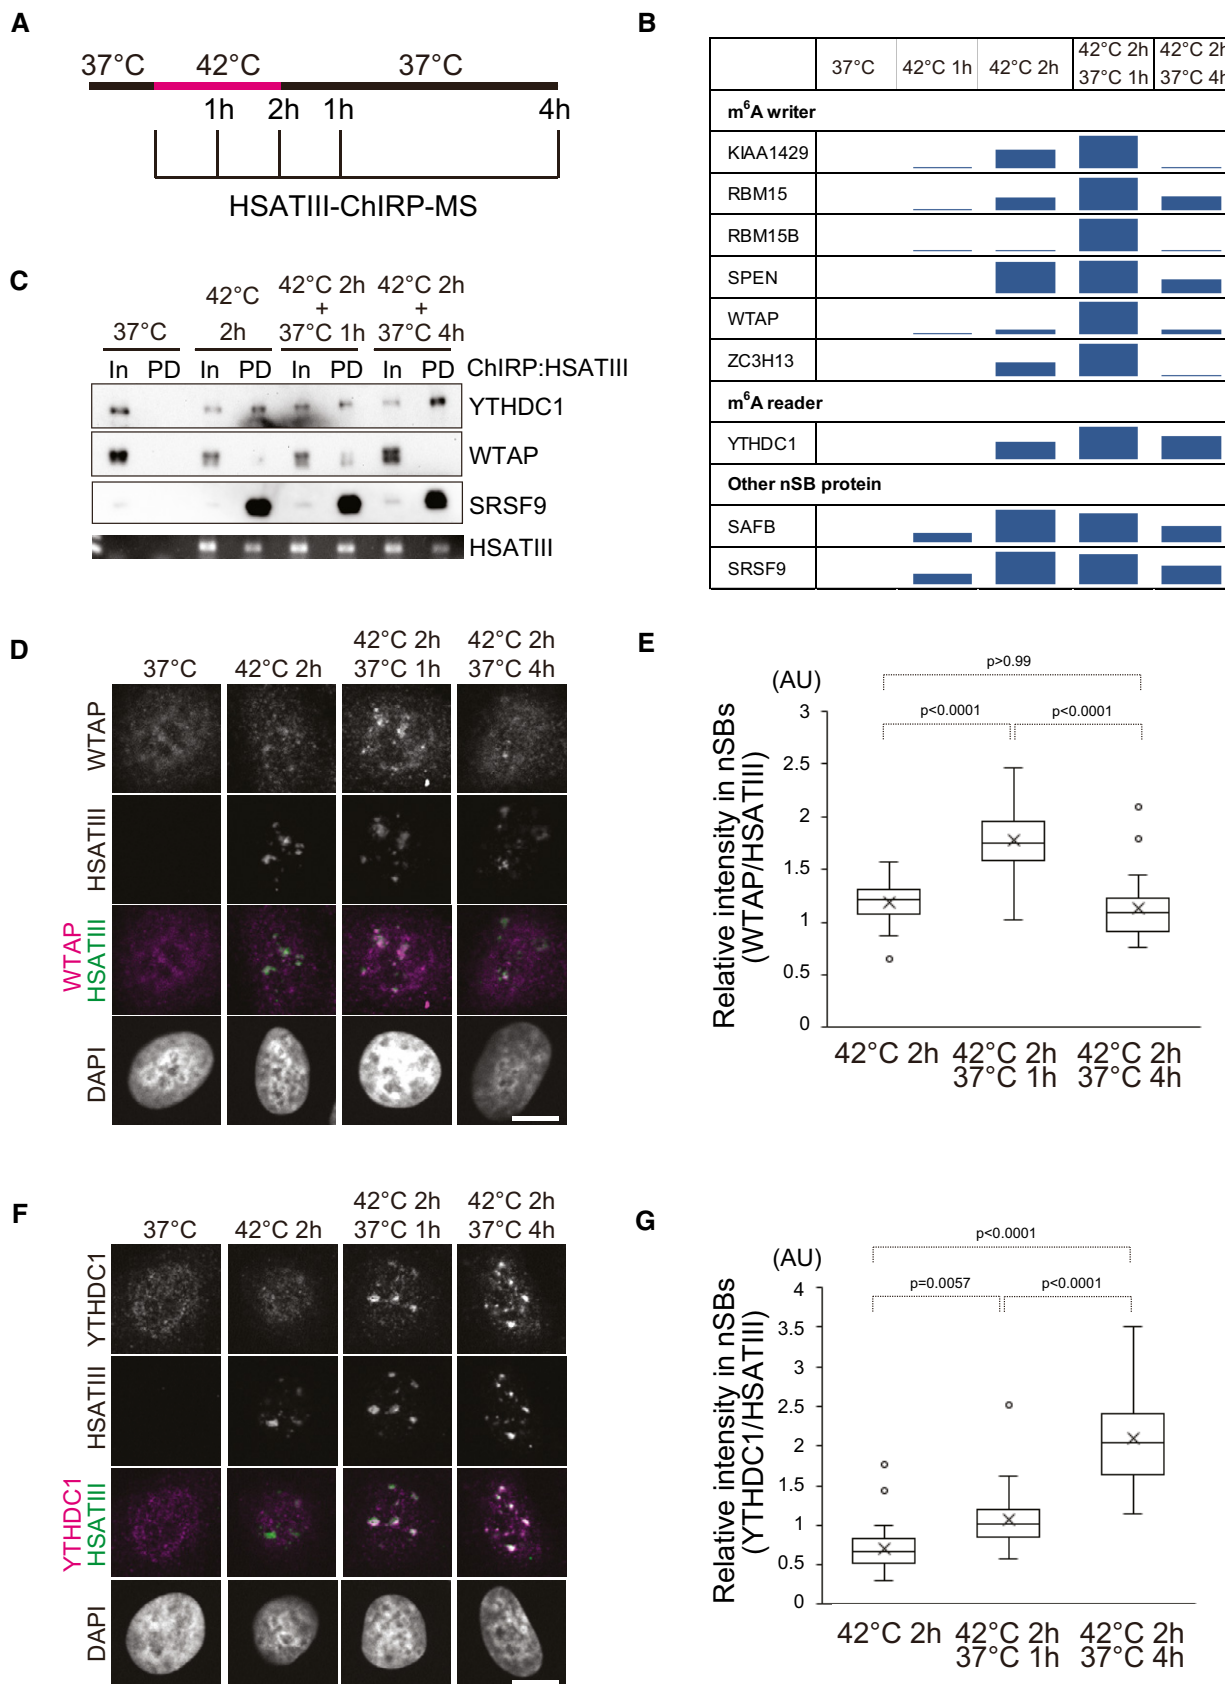 A
37°C
42°C
37°C
1h
2h
1h
4h
HSATIII-ChIRP-MS
B
37°C
42°C 1h
42°C 2h
42°C 2h
37°C 1h
42°C 2h
37°C 4h
m⁶A writer
KIAA1429
RBM15
RBM15B
SPEN
WTAP
ZC3H13
m⁶A reader
YTHDC1
Other nSB protein
SAFB
SRSF9
C
37°C
42°C
2h
42°C 2h
+
37°C 1h
42°C 2h
+
37°C 4h
In PD In PD In PD In PD ChIRP:HSATIII
YTHDC1
WTAP
SRSF9
HSATIII
D
37°C
42°C 2h
42°C 2h
37°C 1h
42°C 2h
37°C 4h
WTAP
HSATIII
WTAP
HSATIII
DAPI
E
(AU)
p>0.99
p<0.0001
p<0.0001
Relative intensity in nSBs
(WTAP/HSATIII)
3
2.5
2
1.5
1
0.5
0
42°C 2h
42°C 2h
37°C 1h
42°C 2h
37°C 4h
F
37°C
42°C 2h
42°C 2h
37°C 1h
42°C 2h
37°C 4h
YTHDC1
HSATIII
YTHDC1
HSATIII
DAPI
G
(AU)
p<0.0001
p=0.0057
p<0.0001
Relative intensity in nSBs
(YTHDC1/HSATIII)
4
3.5
3
2.5
2
1.5
1
0.5
0
42°C 2h
42°C 2h
37°C 1h
42°C 2h
37°C 4h